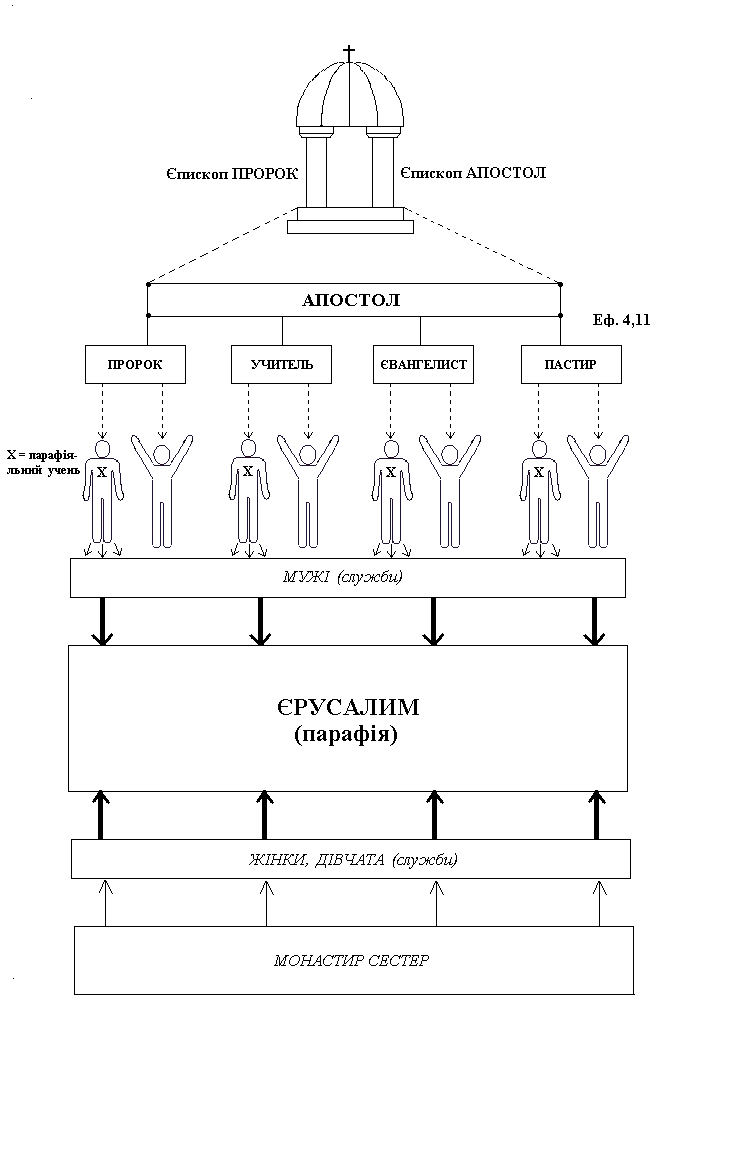 Єпископ ПРОРОК
Єпископ АПОСТОЛ
АПОСТОЛ
Еф. 4,11
ПРОРОК
УЧИТЕЛЬ
ЄВАНГЕЛИСТ
ПАСТИР
X = парафія-
льний учень
X
X
X
X
МУЖІ (служби)
ЄРУСАЛИМ
(парафія)
ЖІНКИ, ДІВЧАТА (служби)
МОНАСТИР СЕСТЕР